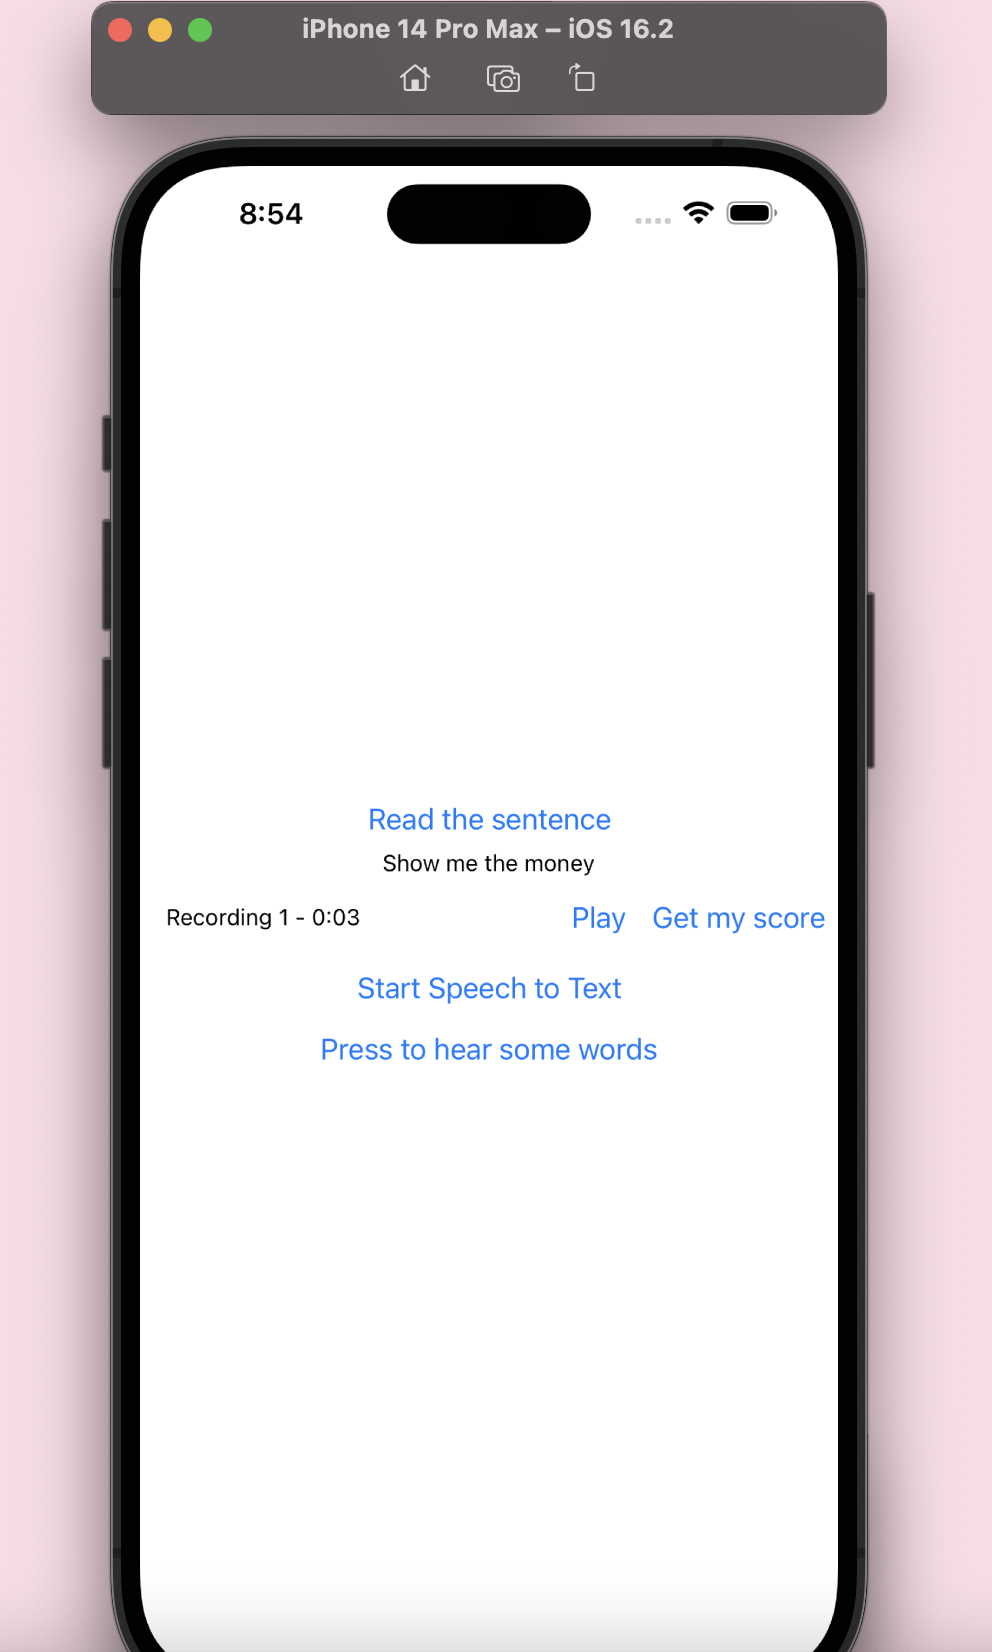 iPhone 14 Pro Max – iOS 16.2
8:54
Read the sentence
Show me the money
Recording 1 - 0:03 Play Get my score
Start Speech to Text
Press to hear some words